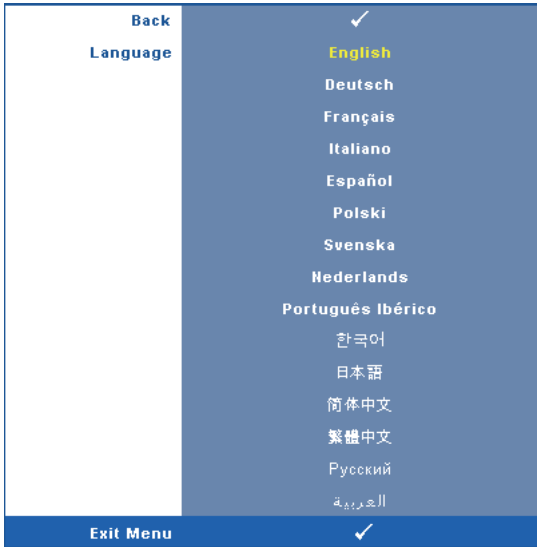 Back ✓
Language English
Deutsch
Français
Italiano
Español
Polski
Svenska
Nederlands
Português Ibérico
한국어
日本語
简体中文
繁體中文
Русский
العربية
Exit Menu ✓